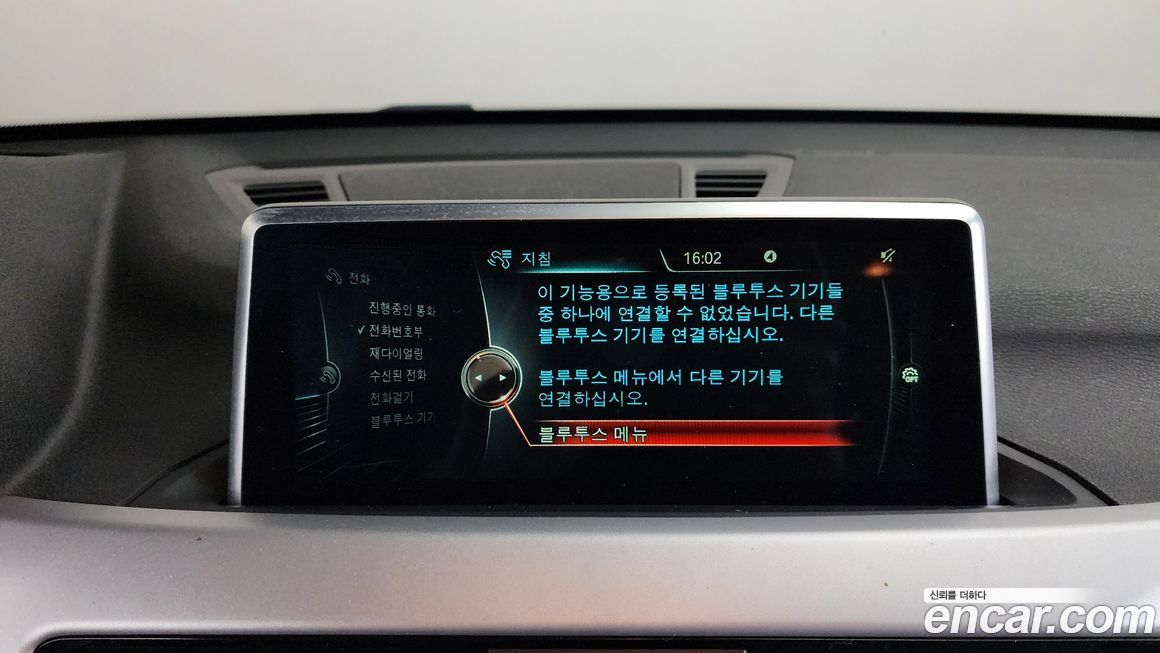 지침
16:02
전화
진행중인 통화
전화번호부
재다이얼링
수신된 전화
전화걸기
블루투스 기기
이 기능용으로 등록된 블루투스 기기들
중 하나에 연결할 수 없었습니다. 다른
블루투스 기기를 연결하십시오.
블루투스 메뉴에서 다른 기기를
연결하십시오.
블루투스 메뉴
OPT
신뢰를 더하다
encar.com